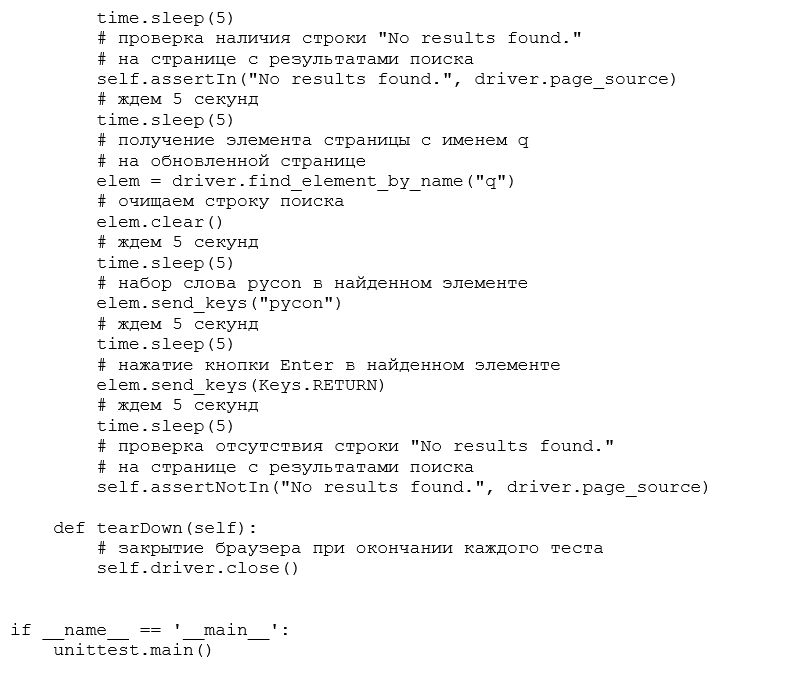 time.sleep(5)
# проверка наличия строки "No results found."
# на странице с результатами поиска
self.assertIn("No results found.", driver.page_source)
# ждем 5 секунд
time.sleep(5)
# получение элемента страницы с именем q
# на обновленной странице
elem = driver.find_element_by_name("q")
# очищаем строку поиска
elem.clear()
# ждем 5 секунд
time.sleep(5)
# набор слова pycon в найденном элементе
elem.send_keys("pycon")
# ждем 5 секунд
time.sleep(5)
# нажатие кнопки Enter в найденном элементе
elem.send_keys(Keys.RETURN)
# ждем 5 секунд
time.sleep(5)
# проверка отсутствия строки "No results found."
# на странице с результатами поиска
self.assertNotIn("No results found.", driver.page_source)
def tearDown(self):
# закрытие браузера при окончании каждого теста
self.driver.close()
if __name__ == '__main__':
unittest.main()